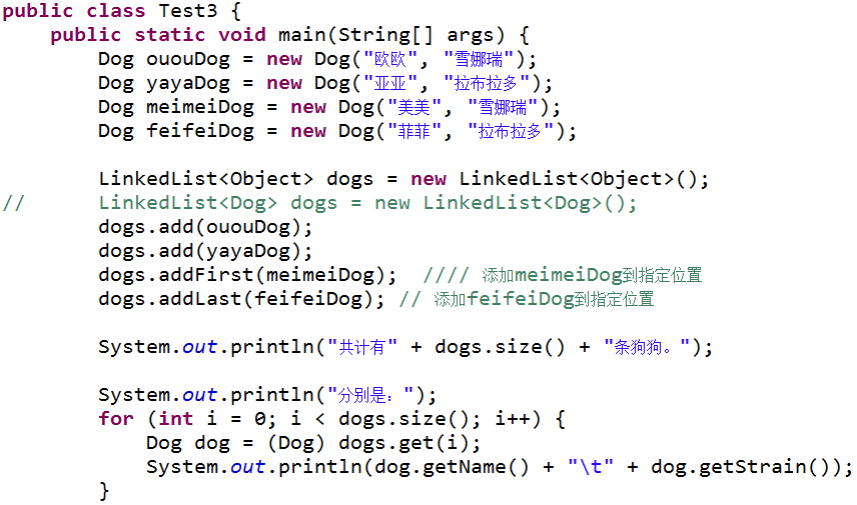 public class Test3 {
    public static void main(String[] args) {
        Dog ououDog = new Dog("欧欧", "雪娜瑞");
        Dog yayaDog = new Dog("亚亚", "拉布拉多");
        Dog meimeiDog = new Dog("美美", "雪娜瑞");
        Dog feifeiDog = new Dog("菲菲", "拉布拉多");
        LinkedList<Object> dogs = new LinkedList<Object>();
//      LinkedList<Dog> dogs = new LinkedList<Dog>();
        dogs.add(ououDog);
        dogs.add(yayaDog);
        dogs.addFirst(meimeiDog);  //// 添加meimeiDog到指定位置
        dogs.addLast(feifeiDog); // 添加feifeiDog到指定位置
        System.out.println("共计有" + dogs.size() + "条狗狗。");
        System.out.println("分别是：");
        for (int i = 0; i < dogs.size(); i++) {
            Dog dog = (Dog) dogs.get(i);
            System.out.println(dog.getName() + "\t" + dog.getStrain());
        }